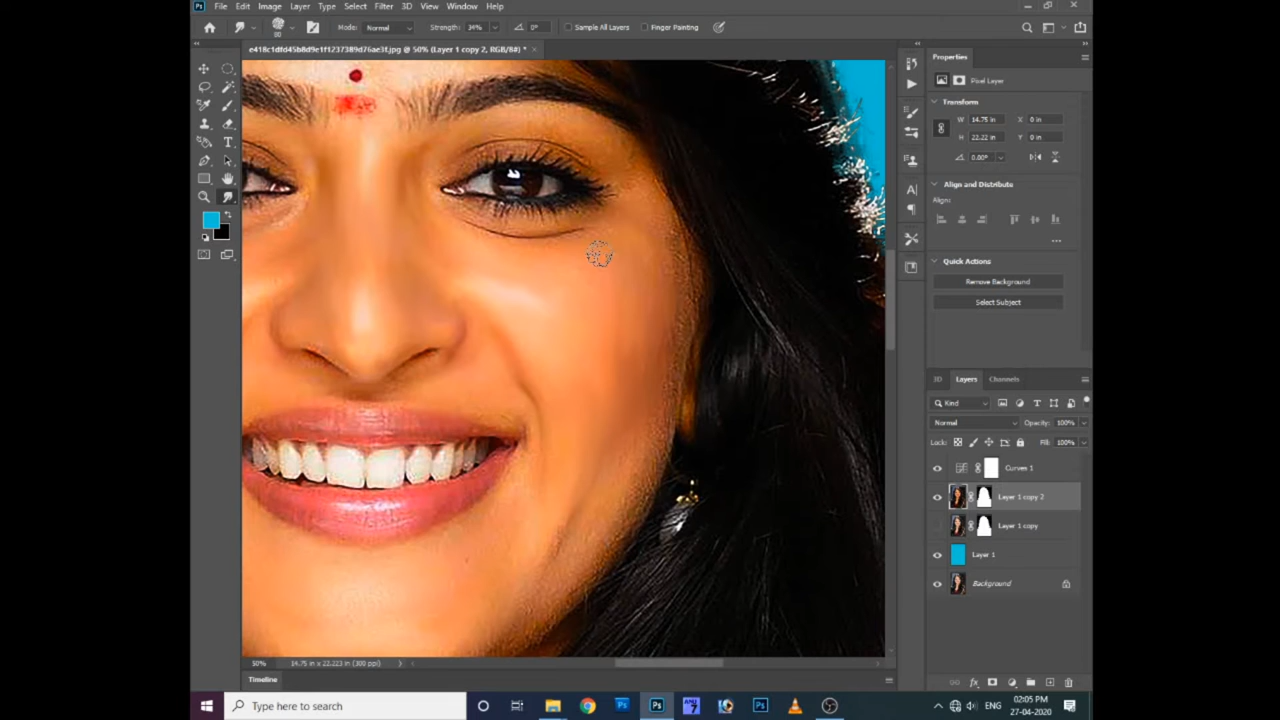 File Edit Image Layer Type Select Filter 3D View Window Help
Mode: Normal Strength: 34% 0° Sample All Layers Finger Painting
80
e418c1dfd45b8d9e1f1237389d76ae3f.jpg @ 50% (Layer 1 copy 2, RGB/8#) *
Properties
Pixel Layer
Transform
W 14.75 in X 0 in
H 22.22 in Y 0 in
0.00°
Align and Distribute
Align:
Quick Actions
Remove Background
Select Subject
3D Layers Channels
Kind
Normal Opacity: 100%
Lock: Fill: 100%
Curves 1
Layer 1 copy 2
Layer 1 copy
Layer 1
Background
50% 14.75 in x 22.223 in (300 ppi)
Timeline
Type here to search
ENG
02:05 PM
27-04-2020